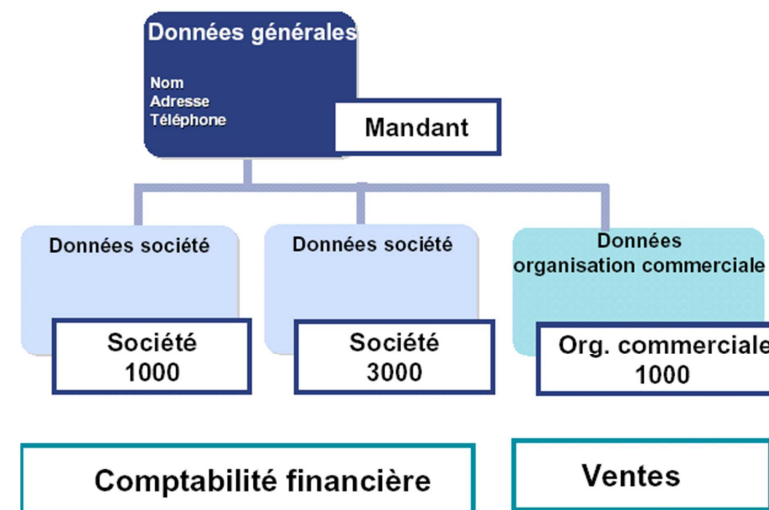 Données générales
Nom
Adresse
Téléphone
Mandant
Données société
Données société
Données
organisation commerciale
Société
1000
Société
3000
Org. commerciale
1000
Comptabilité financière
Ventes